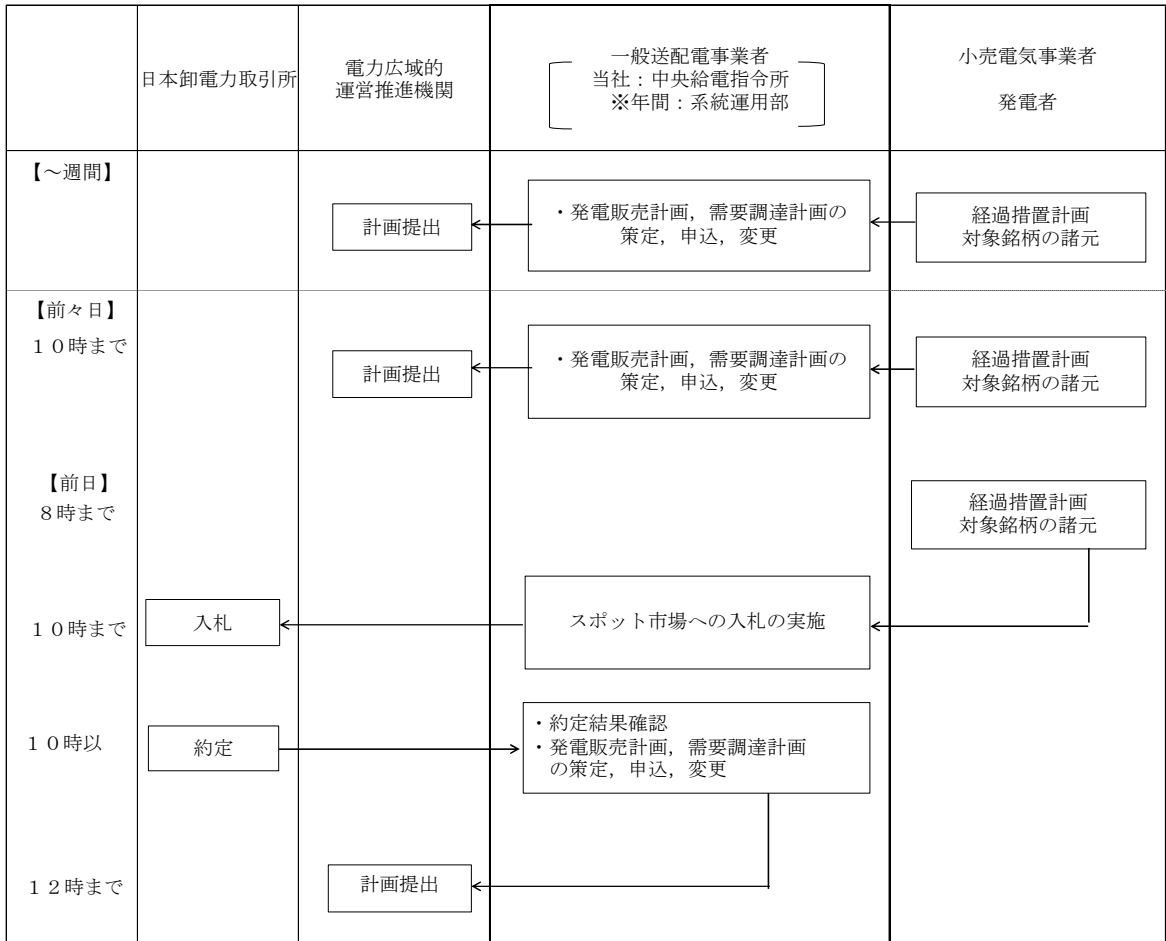 日本卸電力取引所
電力広域的
運営推進機関
一般送配電事業者
当社：中央給電指令所
※年間：系統運用部
小売電気事業者
発電者
【～週間】
計画提出
・発電販売計画，需要調達計画の
策定，申込，変更
経過措置計画
対象銘柄の諸元
【前々日】
１０時まで
計画提出
・発電販売計画，需要調達計画の
策定，申込，変更
経過措置計画
対象銘柄の諸元
【前日】
８時まで
経過措置計画
対象銘柄の諸元
１０時まで
入札
スポット市場への入札の実施
１０時以
約定
・約定結果確認
・発電販売計画，需要調達計画
の策定，申込，変更
１２時まで
計画提出